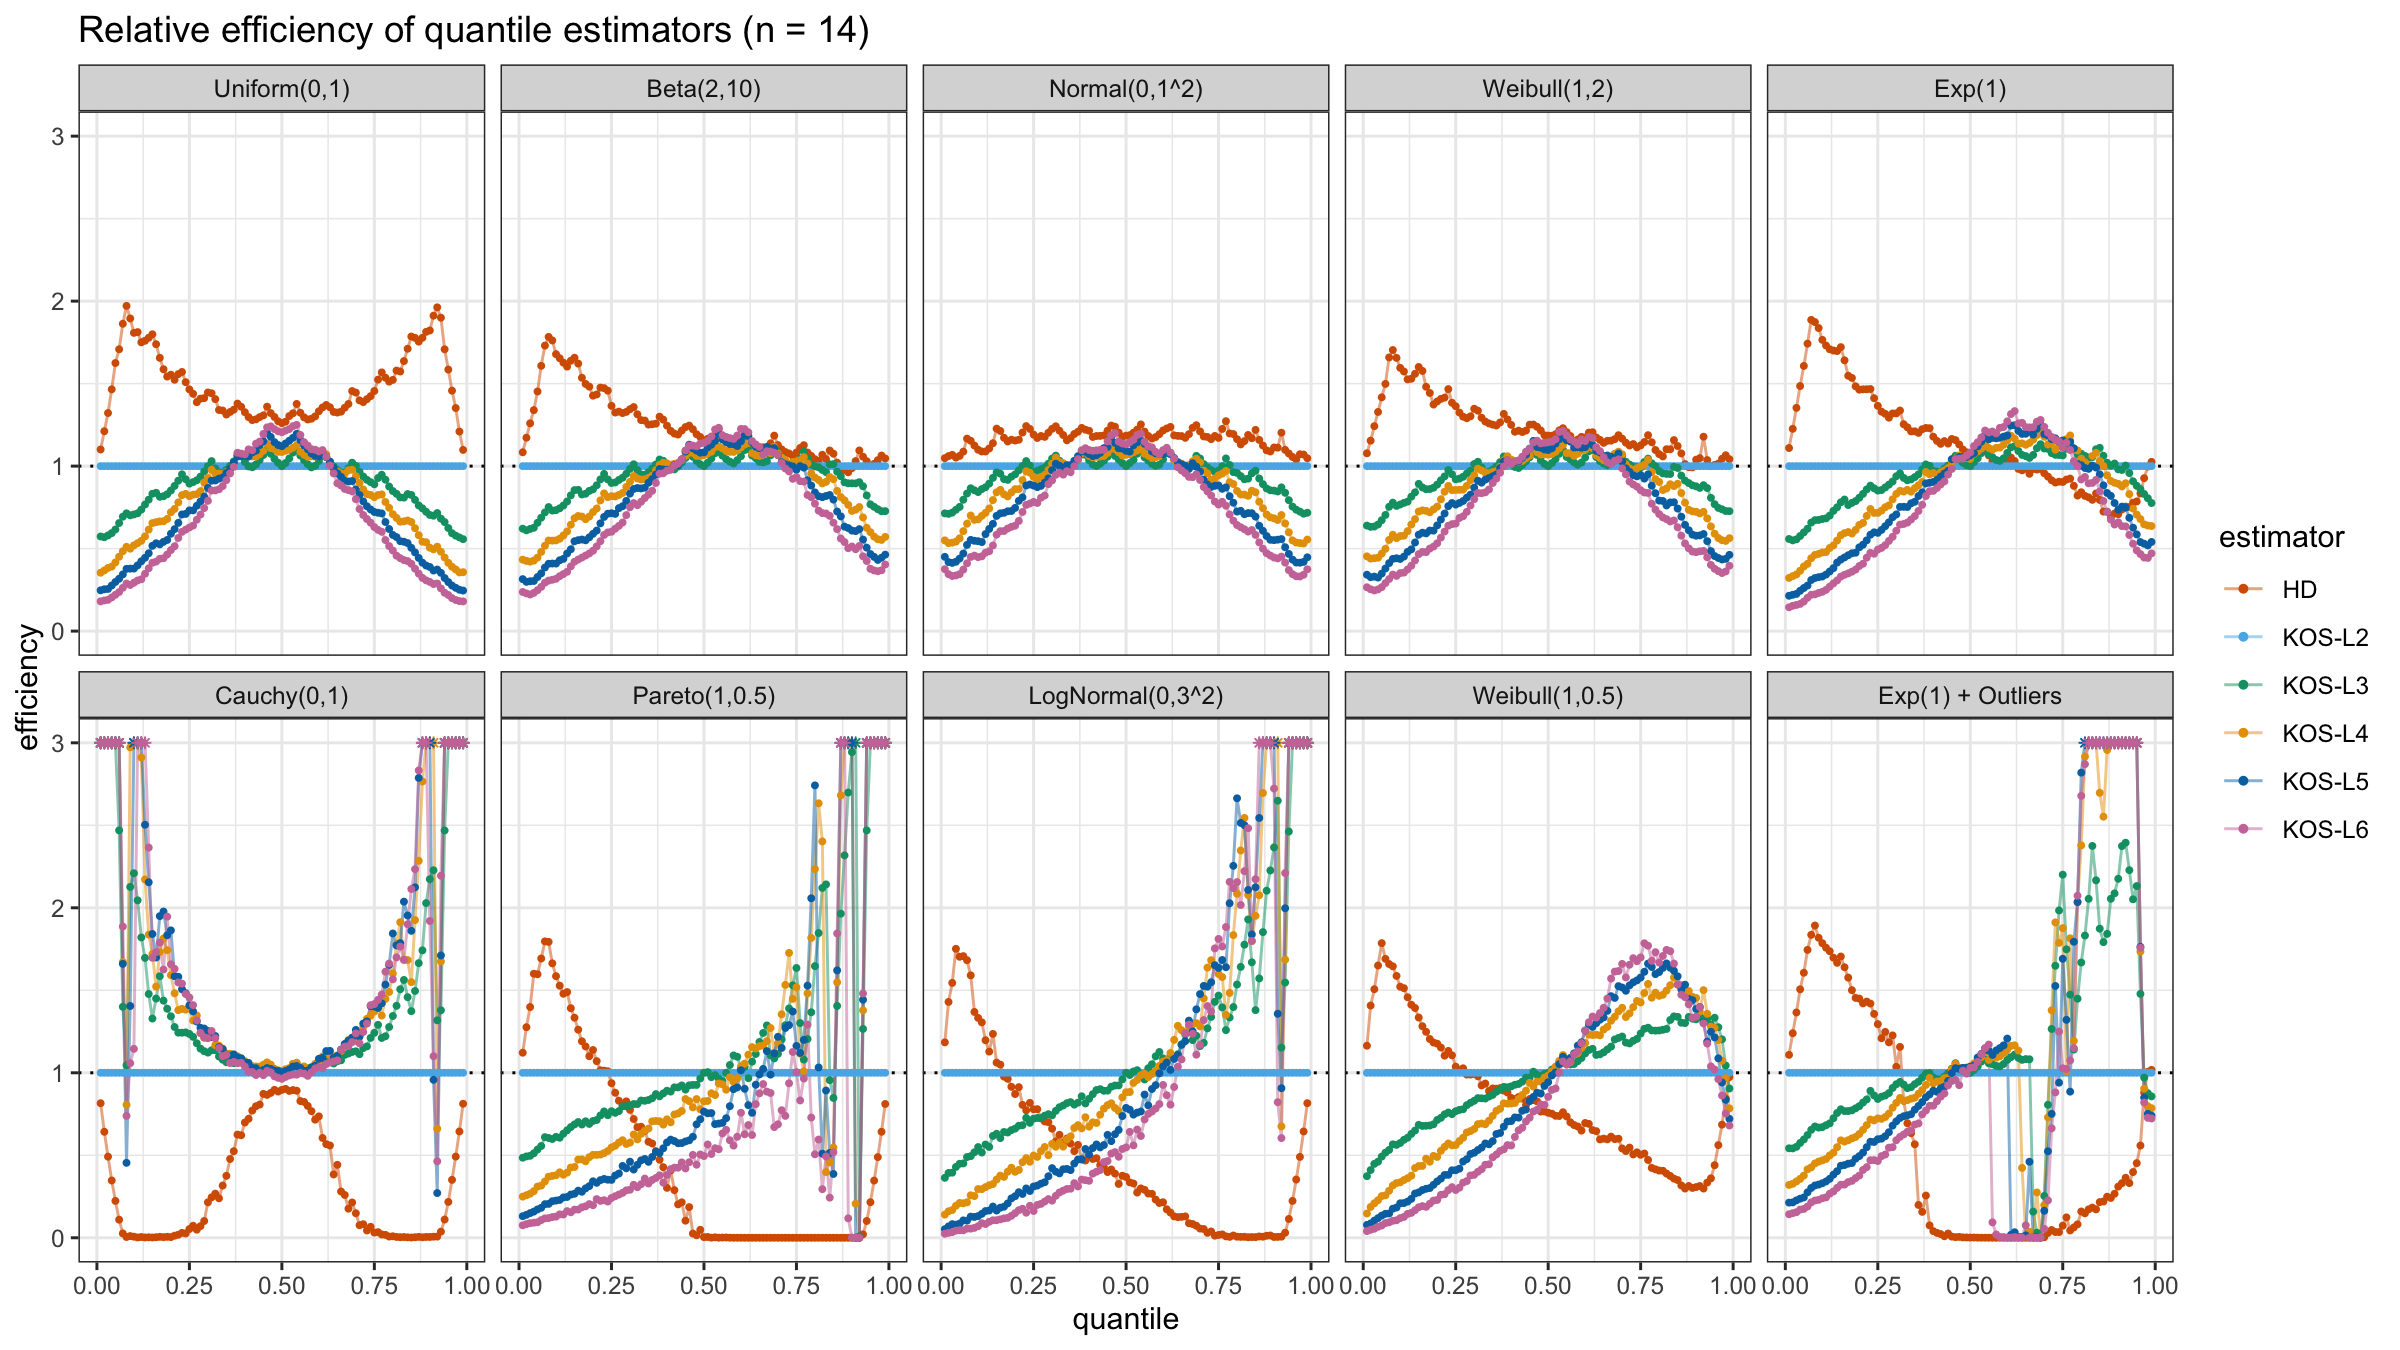 Relative efficiency of quantile estimators (n = 14)
Uniform(0,1)
Beta(2,10)
Normal(0,1^2)
Weibull(1,2)
Exp(1)
3
2
1
0
efficiency
Cauchy(0,1)
Pareto(1,0.5)
LogNormal(0,3^2)
Weibull(1,0.5)
Exp(1) + Outliers
3
2
1
0
0.00 0.25 0.50 0.75 1.00
0.00 0.25 0.50 0.75 1.00
0.00 0.25 0.50 0.75 1.00
0.00 0.25 0.50 0.75 1.00
0.00 0.25 0.50 0.75 1.00
quantile
estimator
HD
KOS-L2
KOS-L3
KOS-L4
KOS-L5
KOS-L6